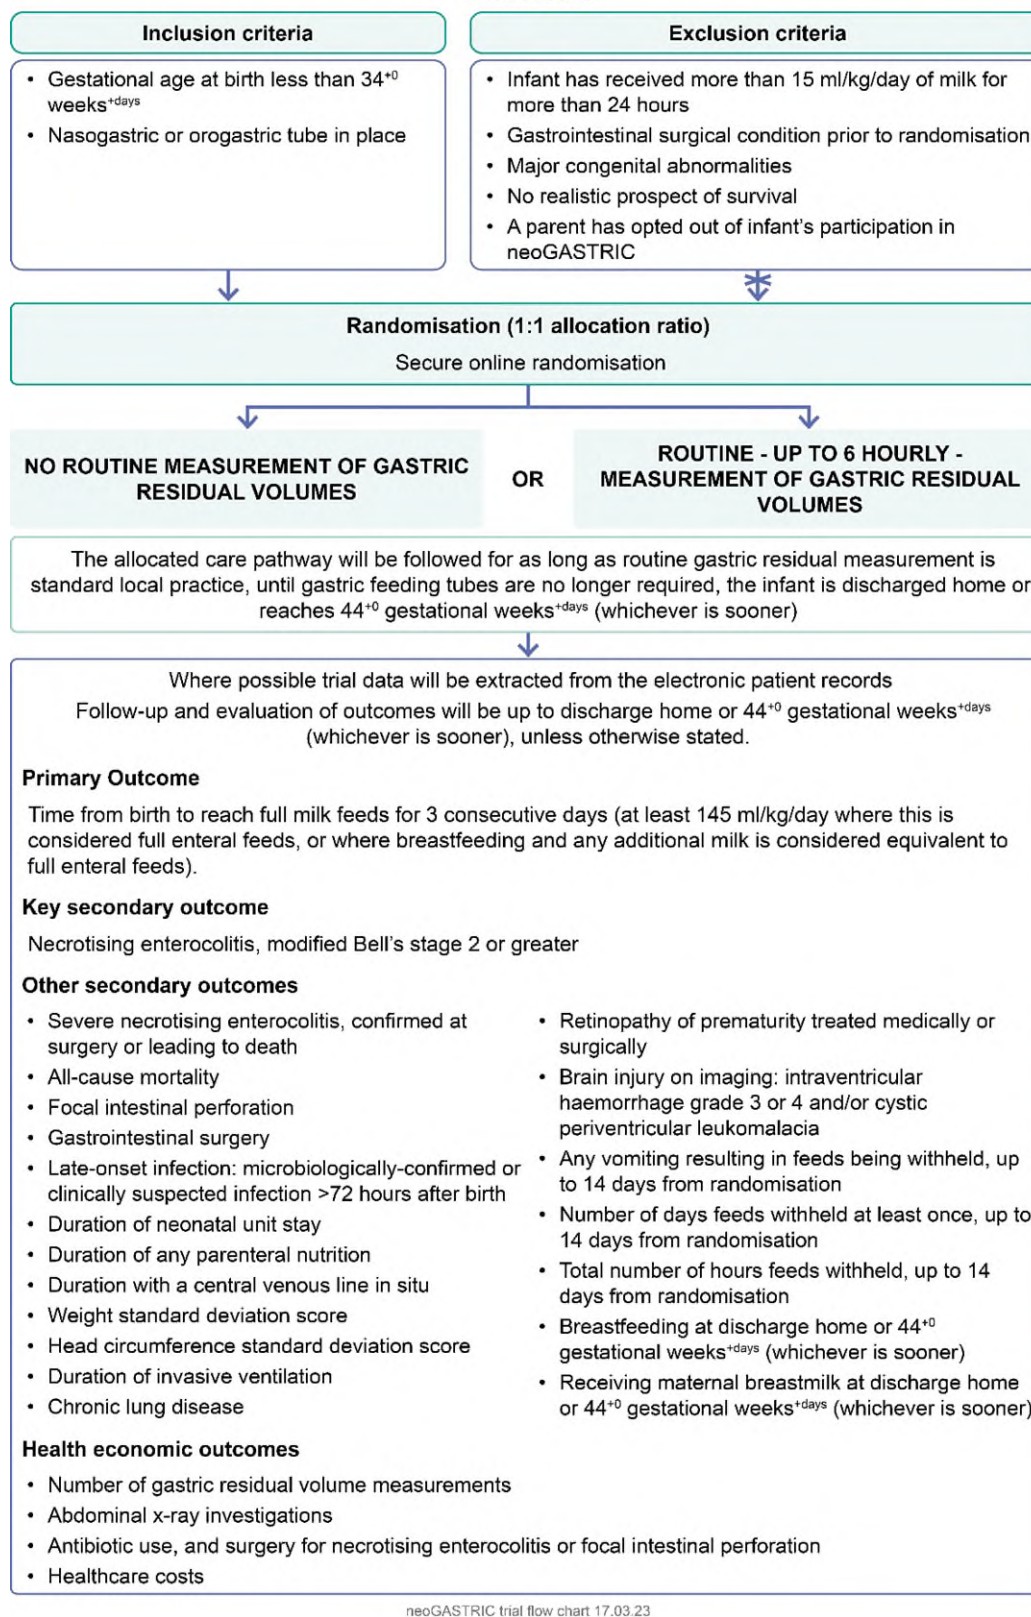 Inclusion criteria
• Gestational age at birth less than 34⁺⁰
weeks⁺ᵈᵃʸˢ
• Nasogastric or orogastric tube in place
Exclusion criteria
• Infant has received more than 15 ml/kg/day of milk for
more than 24 hours
• Gastrointestinal surgical condition prior to randomisation
• Major congenital abnormalities
• No realistic prospect of survival
• A parent has opted out of infant's participation in
neoGASTRIC
Randomisation (1:1 allocation ratio)
Secure online randomisation
NO ROUTINE MEASUREMENT OF GASTRIC
RESIDUAL VOLUMES
OR
ROUTINE - UP TO 6 HOURLY -
MEASUREMENT OF GASTRIC RESIDUAL
VOLUMES
The allocated care pathway will be followed for as long as routine gastric residual measurement is
standard local practice, until gastric feeding tubes are no longer required, the infant is discharged home or
reaches 44⁺⁰ gestational weeks⁺ᵈᵃʸˢ (whichever is sooner)
Where possible trial data will be extracted from the electronic patient records
Follow-up and evaluation of outcomes will be up to discharge home or 44⁺⁰ gestational weeks⁺ᵈᵃʸˢ
(whichever is sooner), unless otherwise stated.
Primary Outcome
Time from birth to reach full milk feeds for 3 consecutive days (at least 145 ml/kg/day where this is
considered full enteral feeds, or where breastfeeding and any additional milk is considered equivalent to
full enteral feeds).
Key secondary outcome
Necrotising enterocolitis, modified Bell's stage 2 or greater
Other secondary outcomes
• Severe necrotising enterocolitis, confirmed at
surgery or leading to death
• All-cause mortality
• Focal intestinal perforation
• Gastrointestinal surgery
• Late-onset infection: microbiologically-confirmed or
clinically suspected infection >72 hours after birth
• Duration of neonatal unit stay
• Duration of any parenteral nutrition
• Duration with a central venous line in situ
• Weight standard deviation score
• Head circumference standard deviation score
• Duration of invasive ventilation
• Chronic lung disease
• Retinopathy of prematurity treated medically or
surgically
• Brain injury on imaging: intraventricular
haemorrhage grade 3 or 4 and/or cystic
periventricular leukomalacia
• Any vomiting resulting in feeds being withheld, up
to 14 days from randomisation
• Number of days feeds withheld at least once, up to
14 days from randomisation
• Total number of hours feeds withheld, up to 14
days from randomisation
• Breastfeeding at discharge home or 44⁺⁰
gestational weeks⁺ᵈᵃʸˢ (whichever is sooner)
• Receiving maternal breastmilk at discharge home
or 44⁺⁰ gestational weeks⁺ᵈᵃʸˢ (whichever is sooner)
Health economic outcomes
• Number of gastric residual volume measurements
• Abdominal x-ray investigations
• Antibiotic use, and surgery for necrotising enterocolitis or focal intestinal perforation
• Healthcare costs
neoGASTRIC trial flow chart 17.03.23